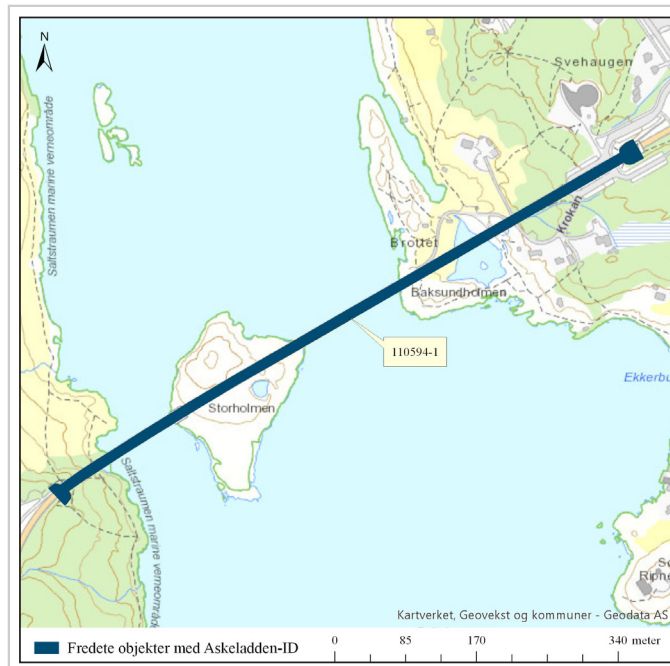 N
Svehaugen
Saltstraumen marine verneområde
Krokan
Brottet
Baksundholmen
110594-1
Storholmen
Saltstraumen marine verneområde
Kartverket, Geovekst og kommuner - Geodata AS
Fredete objekter med Askeladden-ID
0 85 170 340 meter